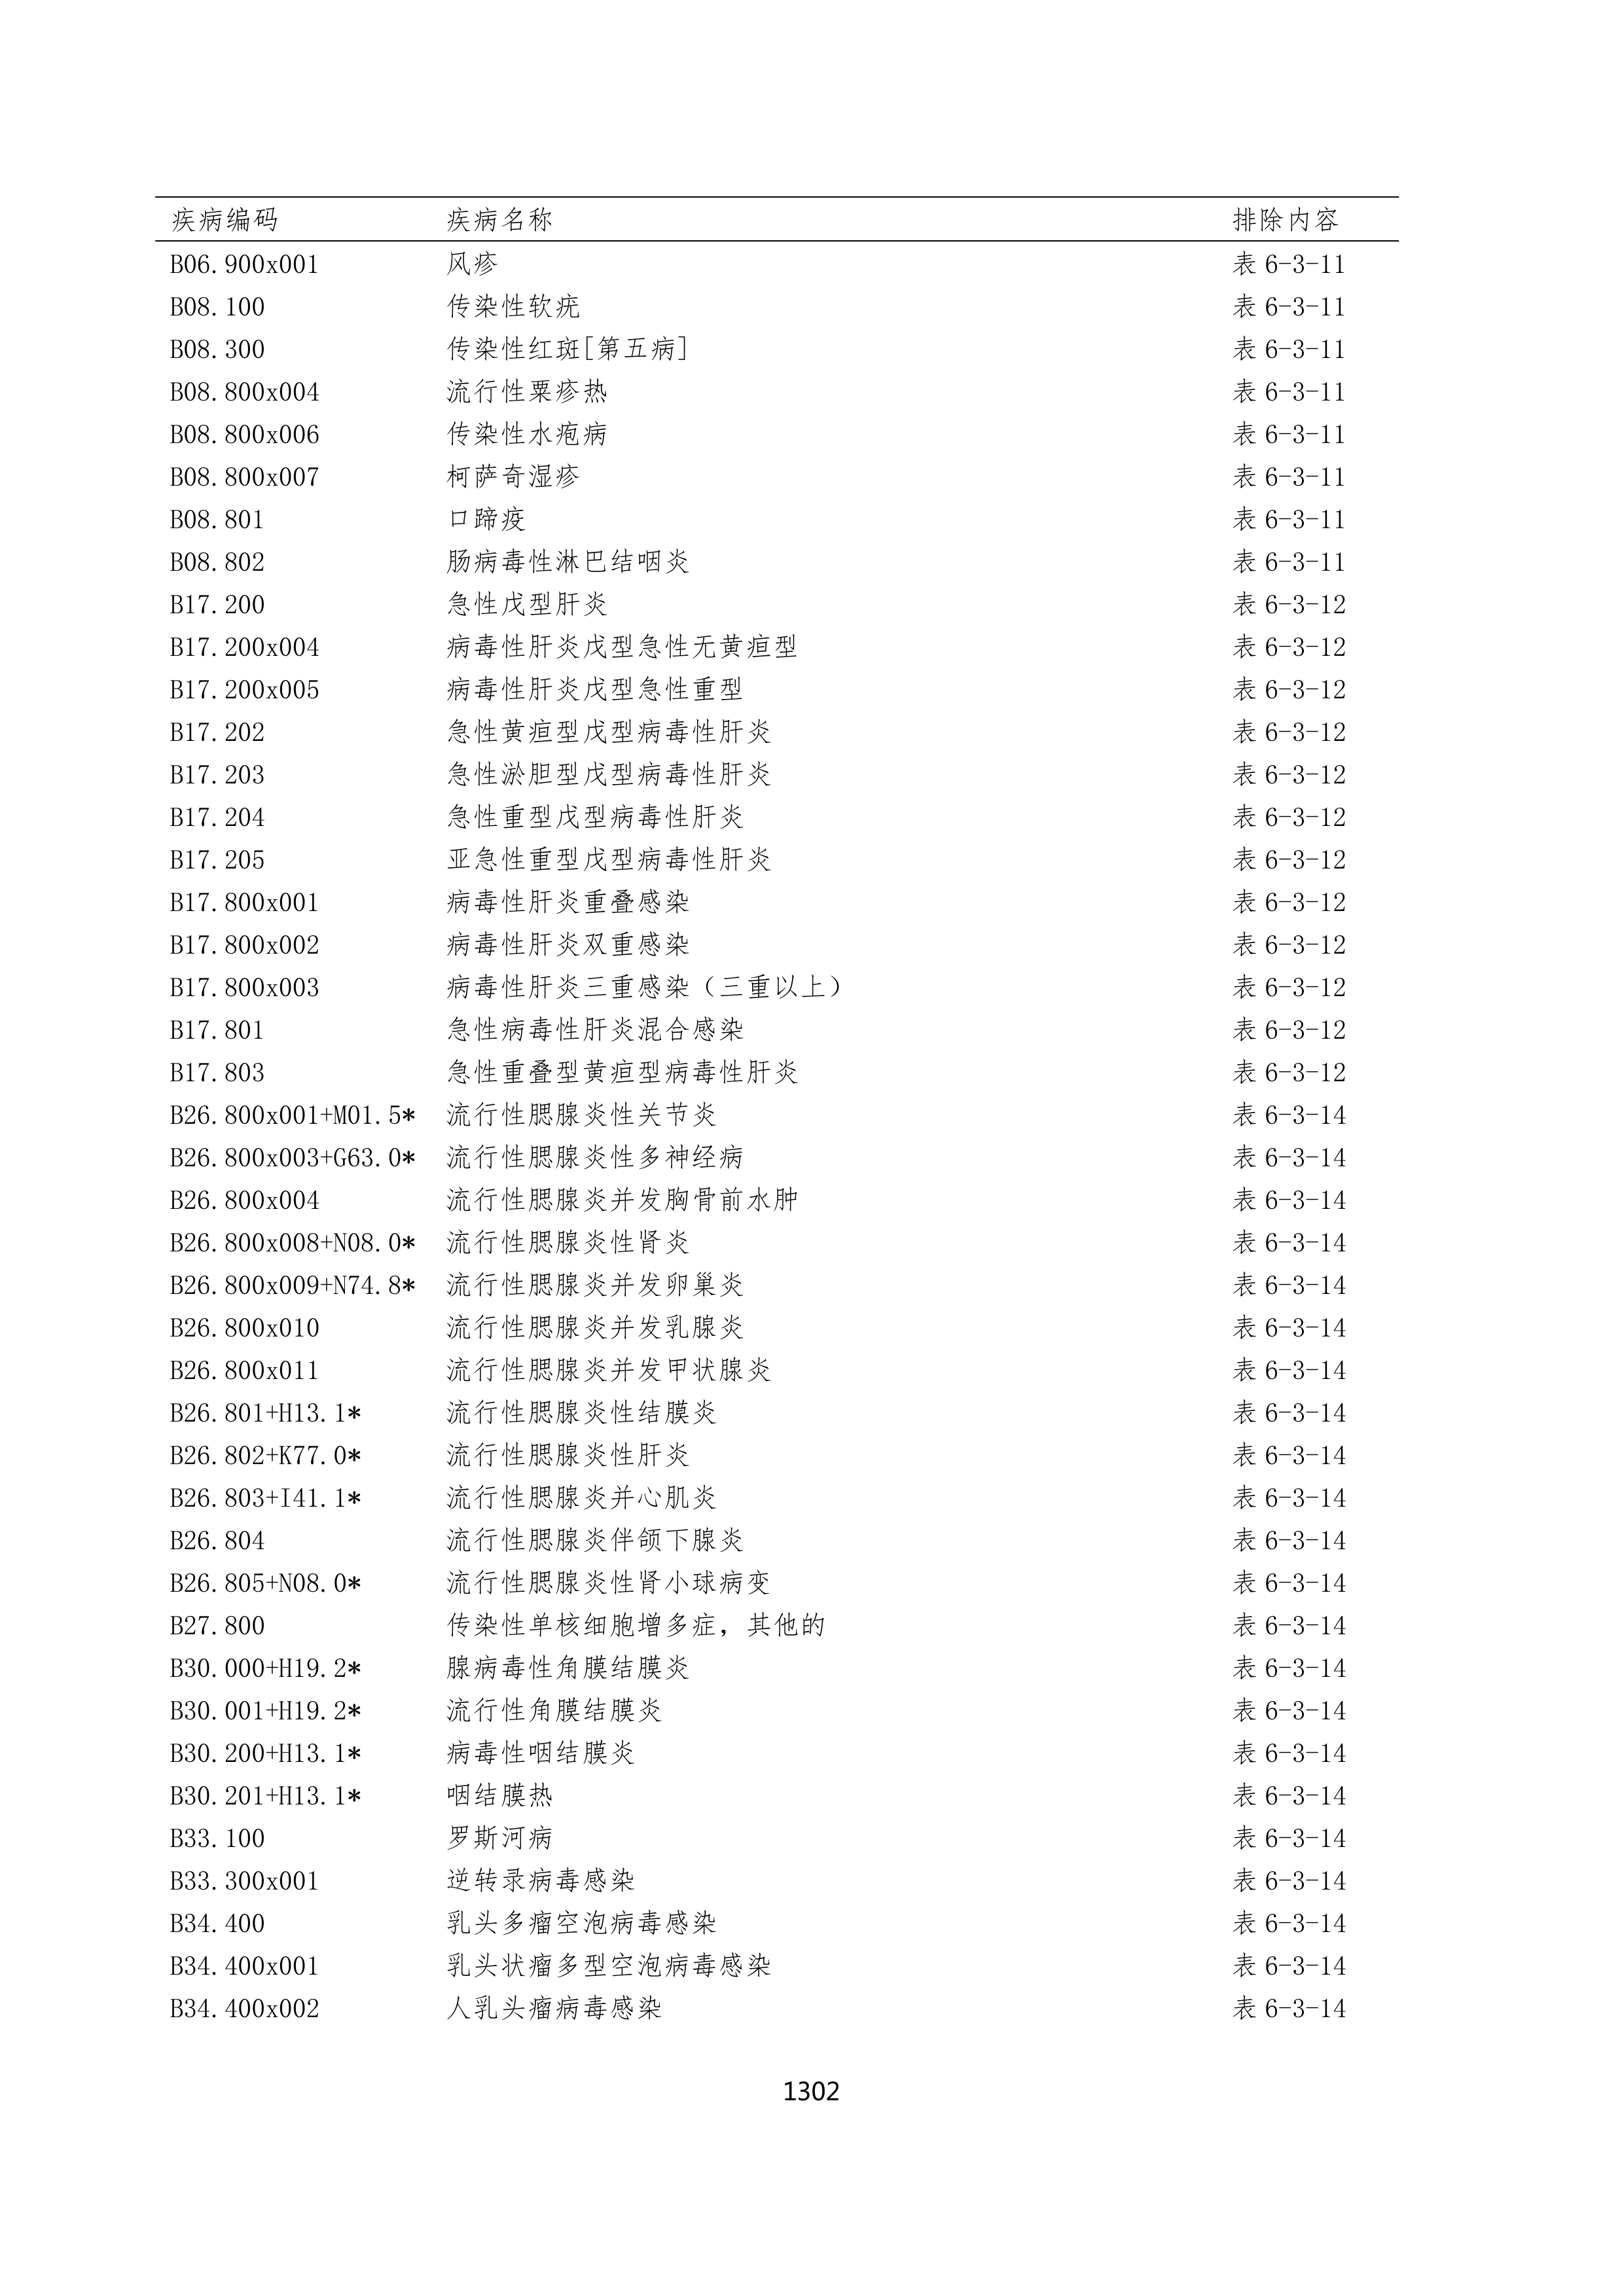 疾病编码 疾病名称 排除内容
B06.900x001 风疹 表 6-3-11
B08.100 传染性软疣 表 6-3-11
B08.300 传染性红斑[第五病] 表 6-3-11
B08.800x004 流行性粟疹热 表 6-3-11
B08.800x006 传染性水疱病 表 6-3-11
B08.800x007 柯萨奇湿疹 表 6-3-11
B08.801 口蹄疫 表 6-3-11
B08.802 肠病毒性淋巴结咽炎 表 6-3-11
B17.200 急性戊型肝炎 表 6-3-12
B17.200x004 病毒性肝炎戊型急性无黄疸型 表 6-3-12
B17.200x005 病毒性肝炎戊型急性重型 表 6-3-12
B17.202 急性黄疸型戊型病毒性肝炎 表 6-3-12
B17.203 急性淤胆型戊型病毒性肝炎 表 6-3-12
B17.204 急性重型戊型病毒性肝炎 表 6-3-12
B17.205 亚急性重型戊型病毒性肝炎 表 6-3-12
B17.800x001 病毒性肝炎重叠感染 表 6-3-12
B17.800x002 病毒性肝炎双重感染 表 6-3-12
B17.800x003 病毒性肝炎三重感染（三重以上） 表 6-3-12
B17.801 急性病毒性肝炎混合感染 表 6-3-12
B17.803 急性重叠型黄疸型病毒性肝炎 表 6-3-12
B26.800x001+M01.5* 流行性腮腺炎性关节炎 表 6-3-14
B26.800x003+G63.0* 流行性腮腺炎性多神经病 表 6-3-14
B26.800x004 流行性腮腺炎并发胸骨前水肿 表 6-3-14
B26.800x008+N08.0* 流行性腮腺炎性肾炎 表 6-3-14
B26.800x009+N74.8* 流行性腮腺炎并发卵巢炎 表 6-3-14
B26.800x010 流行性腮腺炎并发乳腺炎 表 6-3-14
B26.800x011 流行性腮腺炎并发甲状腺炎 表 6-3-14
B26.801+H13.1* 流行性腮腺炎性结膜炎 表 6-3-14
B26.802+K77.0* 流行性腮腺炎性肝炎 表 6-3-14
B26.803+I41.1* 流行性腮腺炎并心肌炎 表 6-3-14
B26.804 流行性腮腺炎伴颌下腺炎 表 6-3-14
B26.805+N08.0* 流行性腮腺炎性肾小球病变 表 6-3-14
B27.800 传染性单核细胞增多症，其他的 表 6-3-14
B30.000+H19.2* 腺病毒性角膜结膜炎 表 6-3-14
B30.001+H19.2* 流行性角膜结膜炎 表 6-3-14
B30.200+H13.1* 病毒性咽结膜炎 表 6-3-14
B30.201+H13.1* 咽结膜热 表 6-3-14
B33.100 罗斯河病 表 6-3-14
B33.300x001 逆转录病毒感染 表 6-3-14
B34.400 乳头多瘤空泡病毒感染 表 6-3-14
B34.400x001 乳头状瘤多型空泡病毒感染 表 6-3-14
B34.400x002 人乳头瘤病毒感染 表 6-3-14
1302